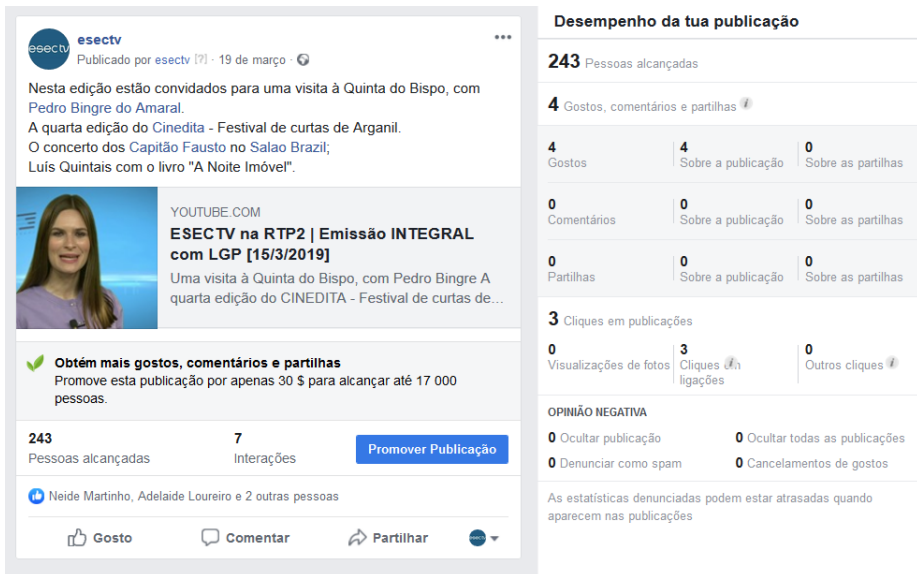 esectv
esectv
•••
Publicado por esectv [?] · 19 de março ·
Nesta edição estão convidados para uma visita à Quinta do Bispo, com
Pedro Bingre do Amaral.
A quarta edição do Cinedita - Festival de curtas de Arganil.
O concerto dos Capitão Fausto no Salao Brazil;
Luís Quintais com o livro "A Noite Imóvel".
YOUTUBE.COM
ESECTV na RTP2 | Emissão INTEGRAL
com LGP [15/3/2019]
Uma visita à Quinta do Bispo, com Pedro Bingre A
quarta edição do CINEDITA - Festival de curtas de...
Obtém mais gostos, comentários e partilhas
Promove esta publicação por apenas 30 $ para alcançar até 17 000
pessoas.
243
Pessoas alcançadas
7
Interações
Promover Publicação
Neide Martinho, Adelaide Loureiro e 2 outras pessoas
Gosto
Comentar
Partilhar
esectv
Desempenho da tua publicação
243 Pessoas alcançadas
4 Gostos, comentários e partilhas i
4 4 0
Gostos Sobre a publicação Sobre as partilhas
0 0 0
Comentários Sobre a publicação Sobre as partilhas
0 0 0
Partilhas Sobre a publicação Sobre as partilhas
3 Cliques em publicações
0
Visualizações de fotos
3
Cliques em
ligações
0
Outros cliques i
OPINIÃO NEGATIVA
0 Ocultar publicação 0 Ocultar todas as publicações
0 Denunciar como spam 0 Cancelamentos de gostos
As estatísticas denunciadas podem estar atrasadas quando
aparecem nas publicações